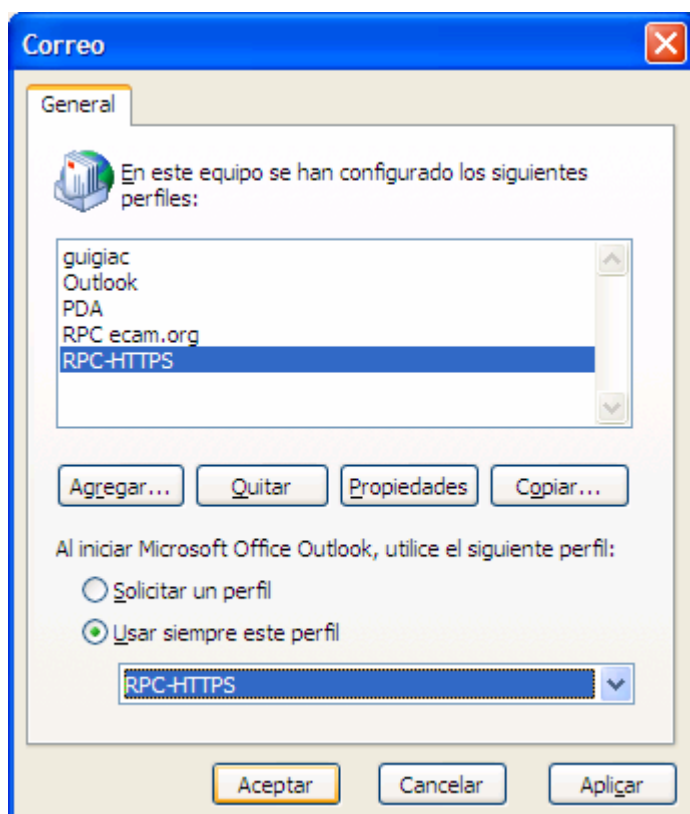 Correo
General
En este equipo se han configurado los siguientes
perfiles:
guigiac
Outlook
PDA
RPC ecam.org
RPC-HTTPS
Agregar... Quitar Propiedades Copiar...
Al iniciar Microsoft Office Outlook, utilice el siguiente perfil:
Solicitar un perfil
Usar siempre este perfil
RPC-HTTPS
Aceptar Cancelar Aplicar